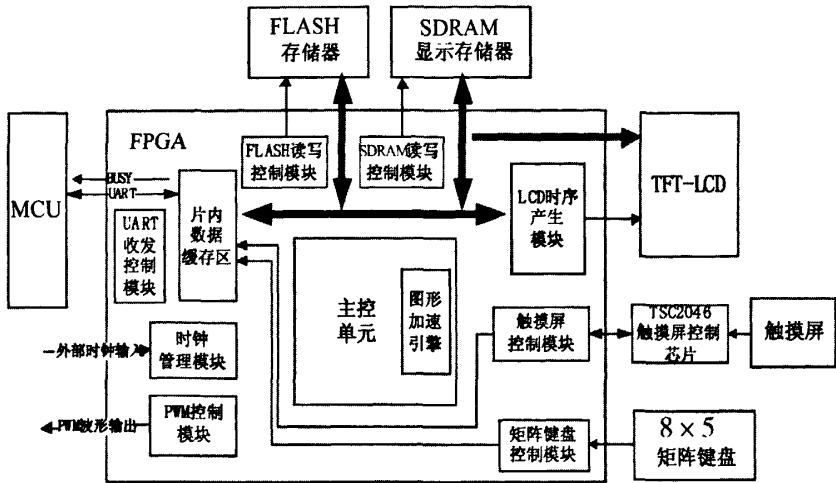 FLASH
存储器
SDRAM
显示存储器
FPGA
FLASH读写
控制模块
SDRAM读写
控制模块
MCU
BUSY
UART
片内
数据
缓存区
UART
收发
控制
模块
LCD时序
产生
模块
TFT-LCD
主控
单元
图形
加速
引擎
触摸屏
控制模块
TSC2046
触摸屏控制
芯片
触摸屏
外部时钟输入
时钟
管理模块
PWM波形输出
PWM控制
模块
矩阵键盘
控制模块
8×5
矩阵键盘